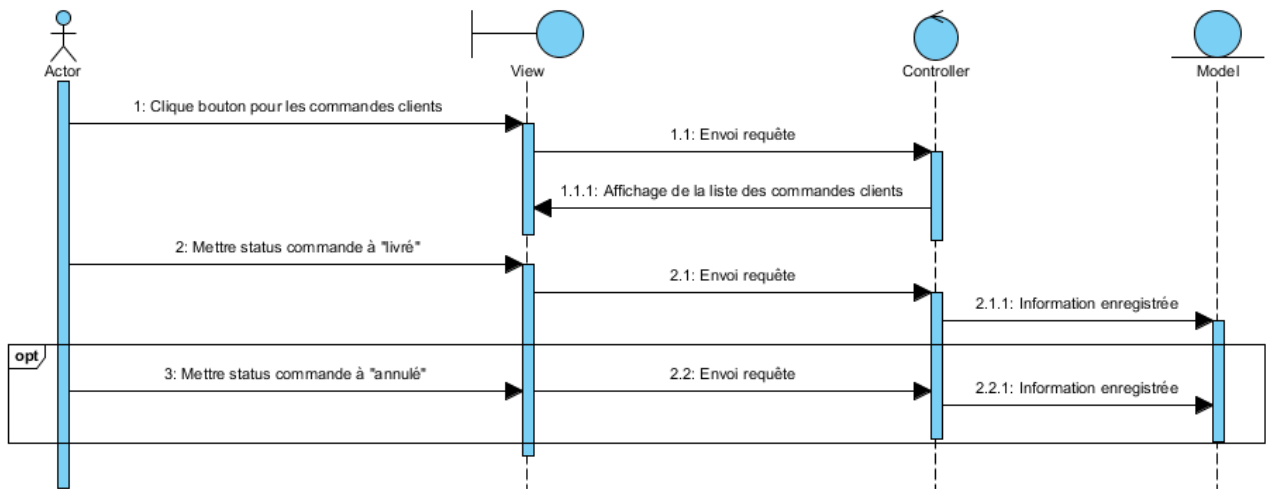 Actor
View
Controller
Model
1: Clique bouton pour les commandes clients
1.1: Envoi requête
1.1.1: Affichage de la liste des commandes clients
2: Mettre status commande à "livré"
2.1: Envoi requête
2.1.1: Information enregistrée
opt
3: Mettre status commande à "annulé"
2.2: Envoi requête
2.2.1: Information enregistrée